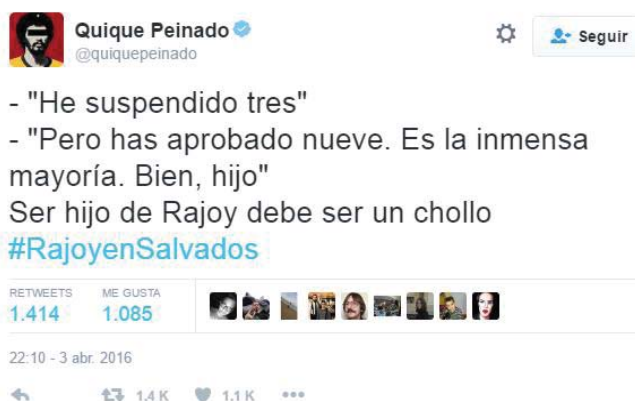 Quique Peinado
@quiquepeinado
Seguir
- "He suspendido tres"
- "Pero has aprobado nueve. Es la inmensa
mayoría. Bien, hijo"
Ser hijo de Rajoy debe ser un chollo
#RajoyenSalvados
RETWEETS ME GUSTA
1.414 1.085
22:10 - 3 abr. 2016
1.4 K 1.1 K